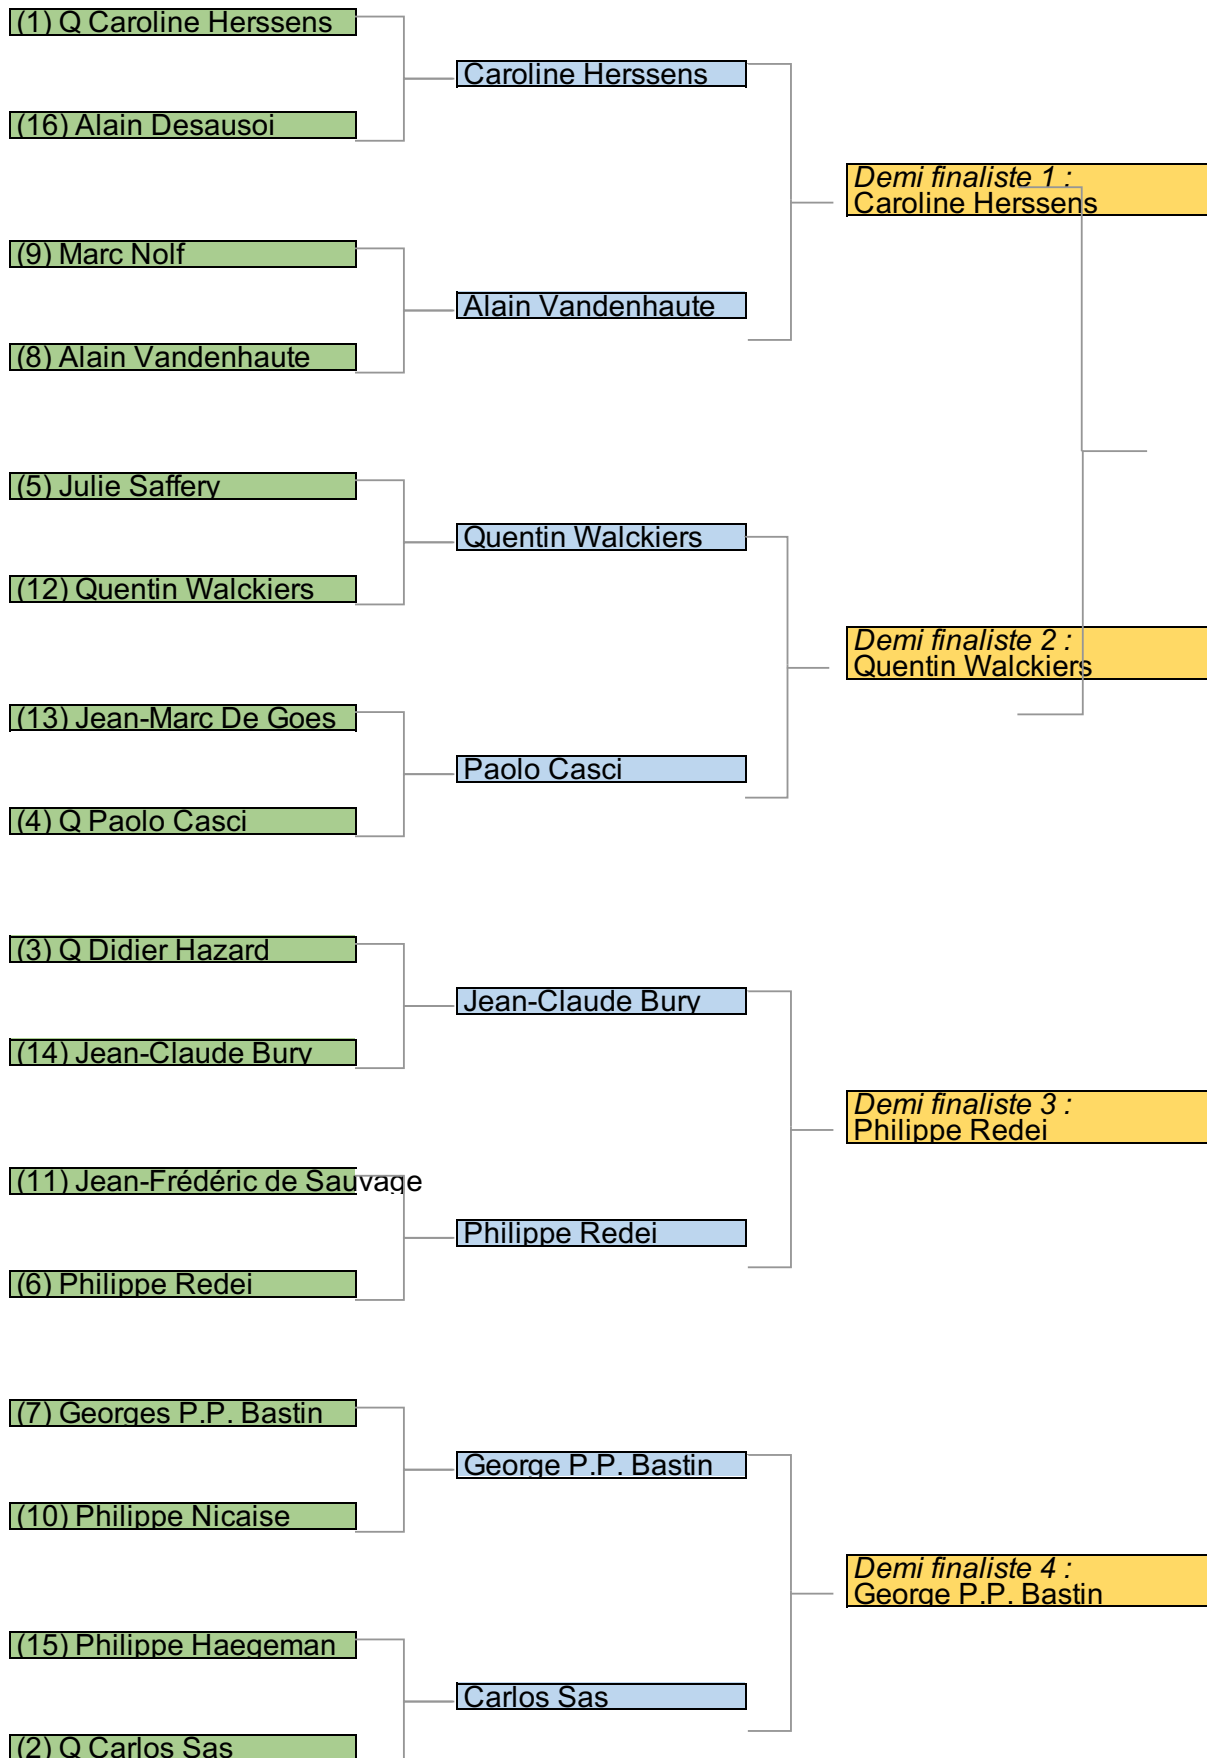 (1) Q Caroline Herssens
Caroline Herssens
(16) Alain Desausoi
Demi finaliste 1 :
Caroline Herssens
(9) Marc Nolf
Alain Vandenhaute
(8) Alain Vandenhaute
(5) Julie Saffery
Quentin Walckiers
(12) Quentin Walckiers
Demi finaliste 2 :
Quentin Walckiers
(13) Jean-Marc De Goes
Paolo Casci
(4) Q Paolo Casci
(3) Q Didier Hazard
Jean-Claude Bury
(14) Jean-Claude Bury
Demi finaliste 3 :
Philippe Redei
(11) Jean-Frédéric de Sauvage
Philippe Redei
(6) Philippe Redei
(7) Georges P.P. Bastin
George P.P. Bastin
(10) Philippe Nicaise
Demi finaliste 4 :
George P.P. Bastin
(15) Philippe Haegeman
Carlos Sas
(2) Q Carlos Sas